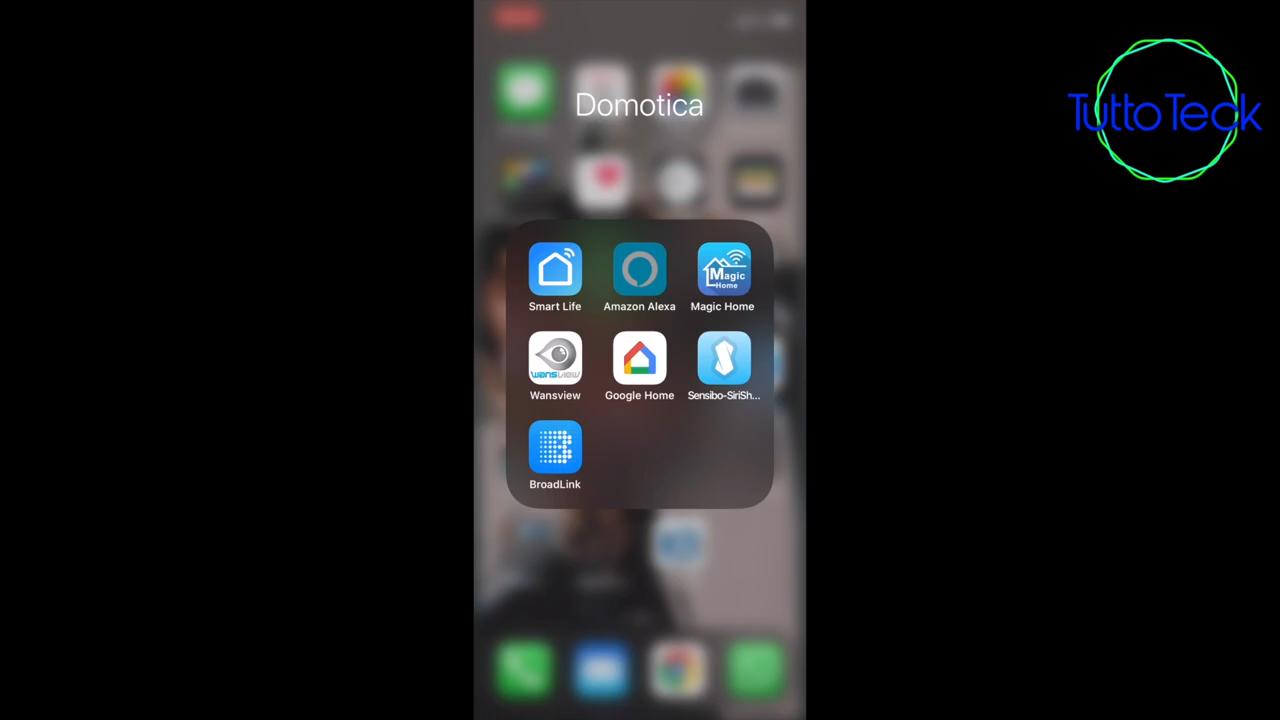 Domotica
TuttoTeck
Smart Life
Amazon Alexa
Magic Home
Magic
Home
wansview
Wansview
Google Home
Sensibo-SiriSh...
B
BroadLink